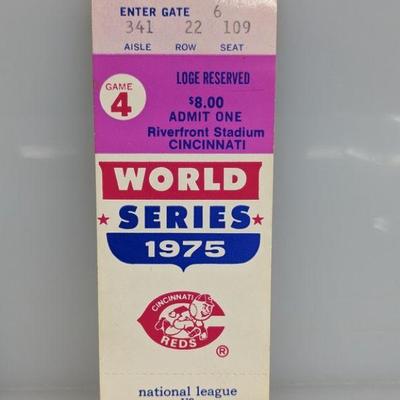 ENTER GATE 6
341 22 109
AISLE ROW SEAT
LOGE RESERVED
GAME
4
$8.00
ADMIT ONE
Riverfront Stadium
CINCINNATI
WORLD
SERIES
1975
CINCINNATI
REDS
®
national league